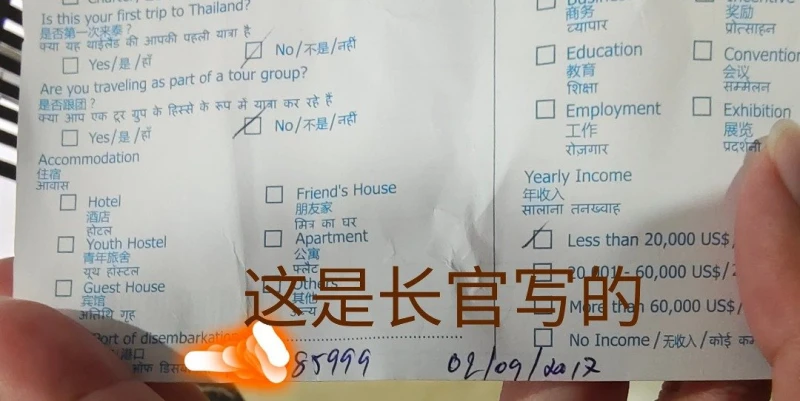 Is this your first trip to Thailand?
是否第一次来泰?
क्या यह थाईलैंड की आपकी पहली यात्रा है
Yes/是/हाँ
No/不是/नहीं
Are you traveling as part of a tour group?
是否跟团?
क्या आप एक टूर ग्रुप के हिस्से के रूप में यात्रा कर रहे हैं
Yes/是/हाँ
No/不是/नहीं
Accommodation
住宿
आवास
Hotel
酒店
होटल
Youth Hostel
青年旅舍
यूथ हॉस्टल
Guest House
宾馆
अतिथि गृह
Friend's House
朋友家
मित्र का घर
Apartment
公寓
फ्लैट
Others
其他
अन्य
Port of disembarkation
港口
85999
02/09/2017
商务
व्यापार
Education
教育
शिक्षा
Employment
工作
रोज़गार
奖励
प्रोत्साहन
Convention
会议
सम्मेलन
Exhibition
展览
प्रदर्शनी
Yearly Income
年收入
सालाना तनख्वाह
Less than 20,000 US$/
20,001 - 60,000 US$/
More than 60,000 US$/
No Income/无收入/कोई
这是长官写的